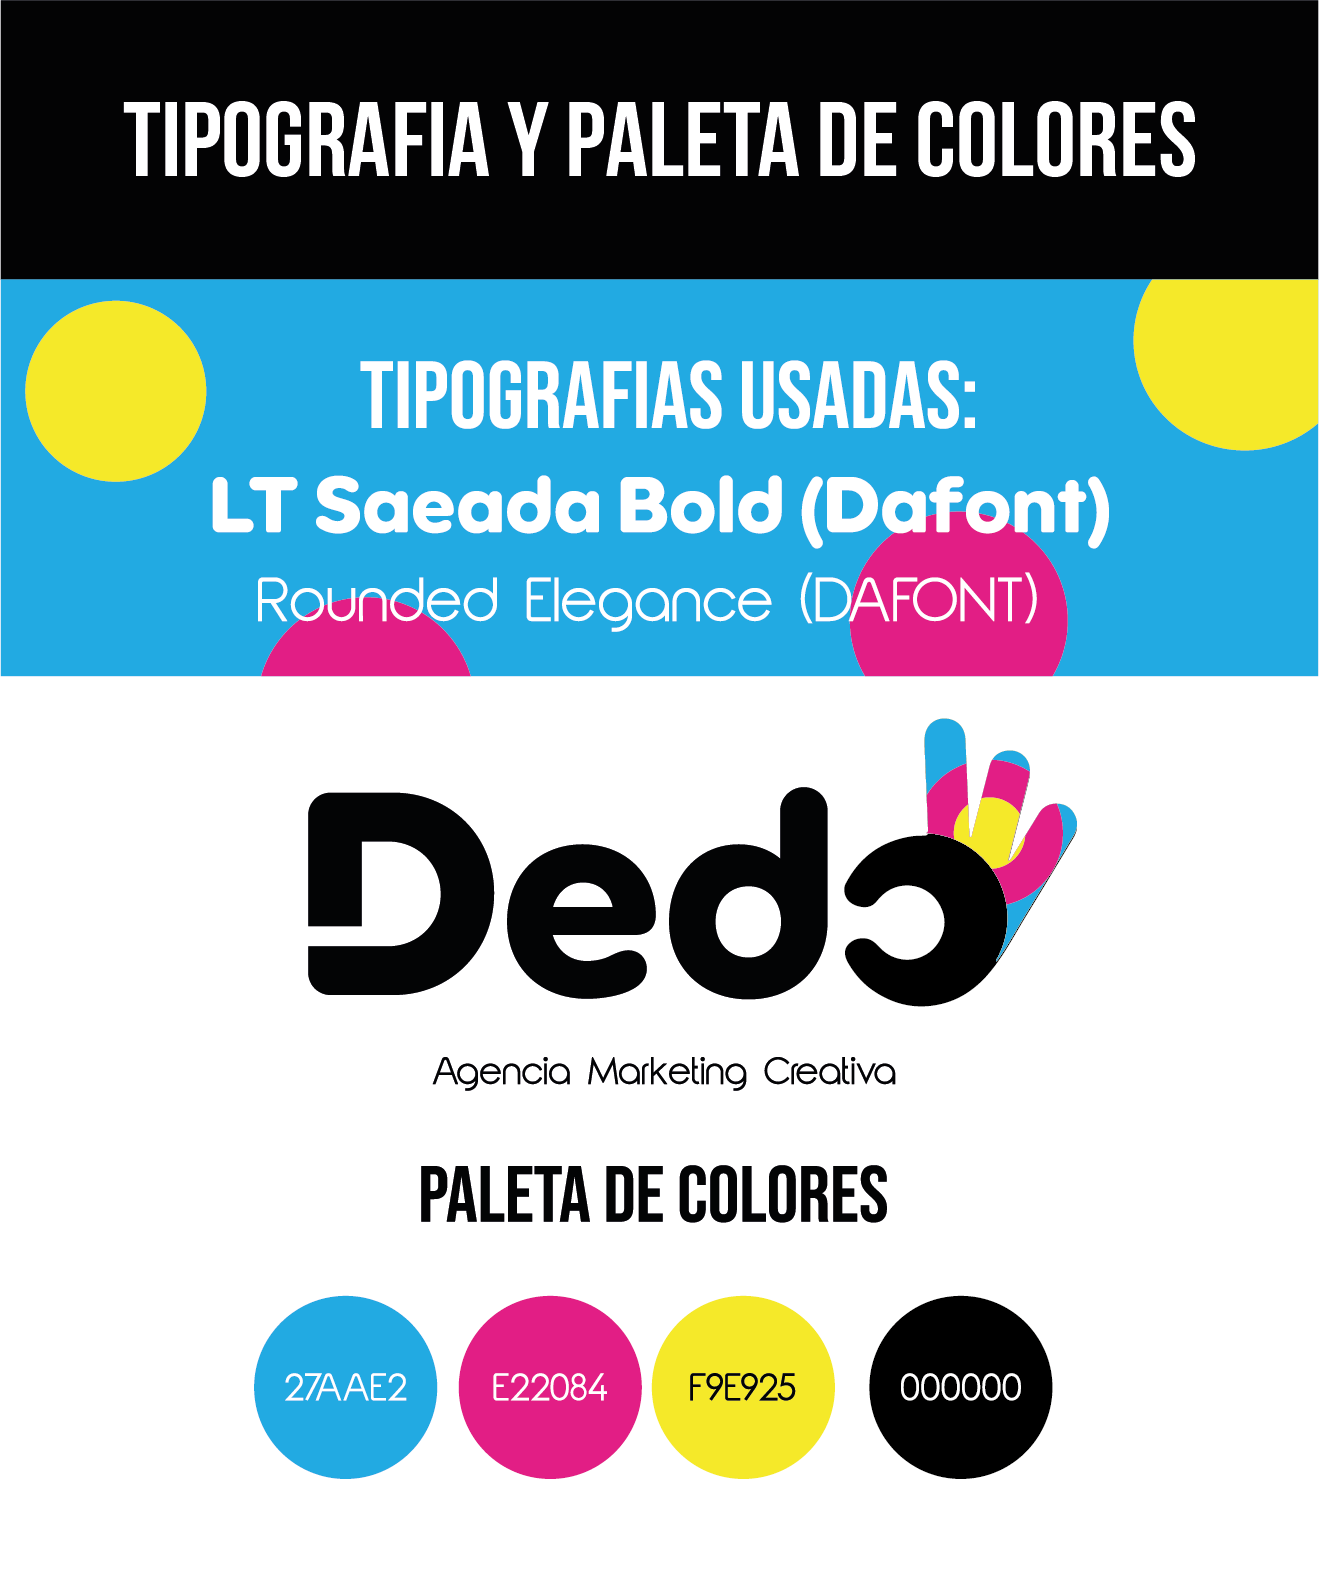 TIPOGRAFIA Y PALETA DE COLORES
TIPOGRAFIAS USADAS:
LT Saeada Bold (Dafont)
Rounded Elegance (DAFONT)
Dedo
Agencia Marketing Creativa
PALETA DE COLORES
27AAE2
E22084
F9E925
000000